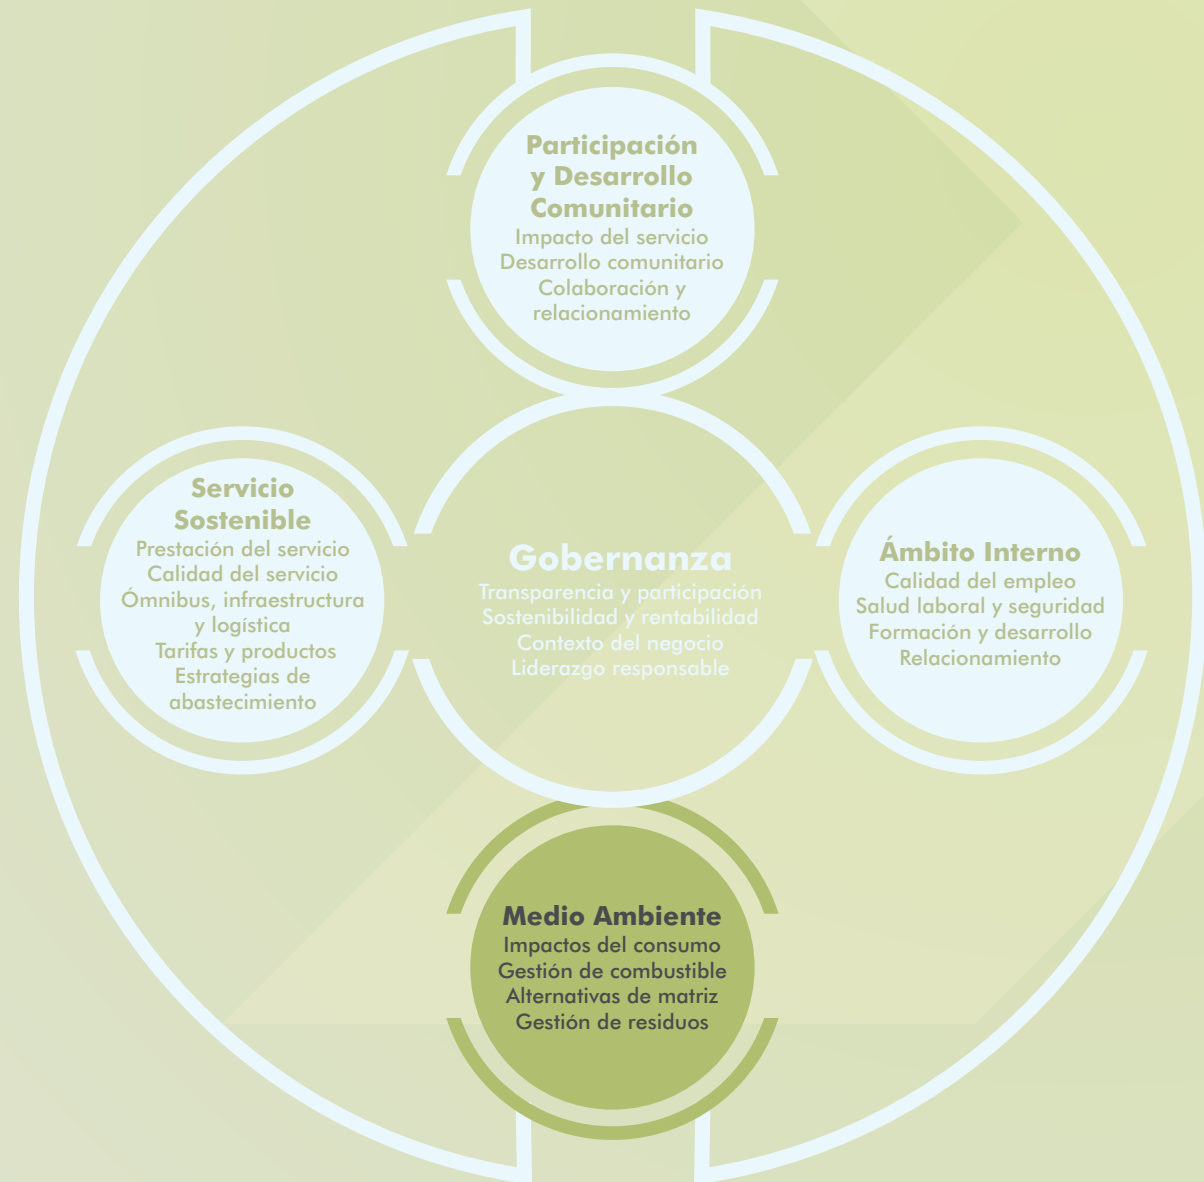 Participación
y Desarrollo
Comunitario
Impacto del servicio
Desarrollo comunitario
Colaboración y
relacionamiento
Servicio
Sostenible
Prestación del servicio
Calidad del servicio
Ómnibus, infraestructura
y logística
Tarifas y productos
Estrategias de
abastecimiento
Gobernanza
Transparencia y participación
Sostenibilidad y rentabilidad
Contexto del negocio
Liderazgo responsable
Ámbito Interno
Calidad del empleo
Salud laboral y seguridad
Formación y desarrollo
Relacionamiento
Medio Ambiente
Impactos del consumo
Gestión de combustible
Alternativas de matriz
Gestión de residuos